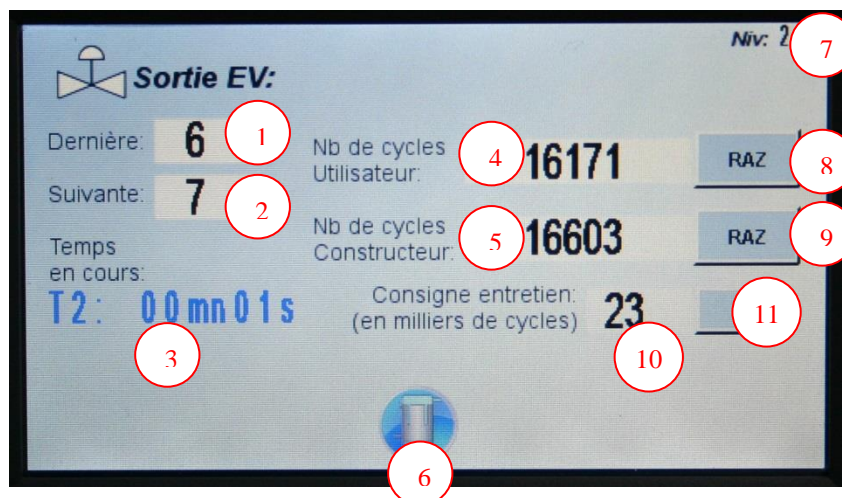 Niv: 2
7
Sortie EV:
Dernière: 6
1
Nb de cycles
Utilisateur:
4
16171
RAZ
8
Suivante: 7
2
Nb de cycles
Constructeur:
5
16603
RAZ
9
Temps
en cours:
T2: 00mn01s
3
Consigne entretien:
(en milliers de cycles)
23
10
11
6